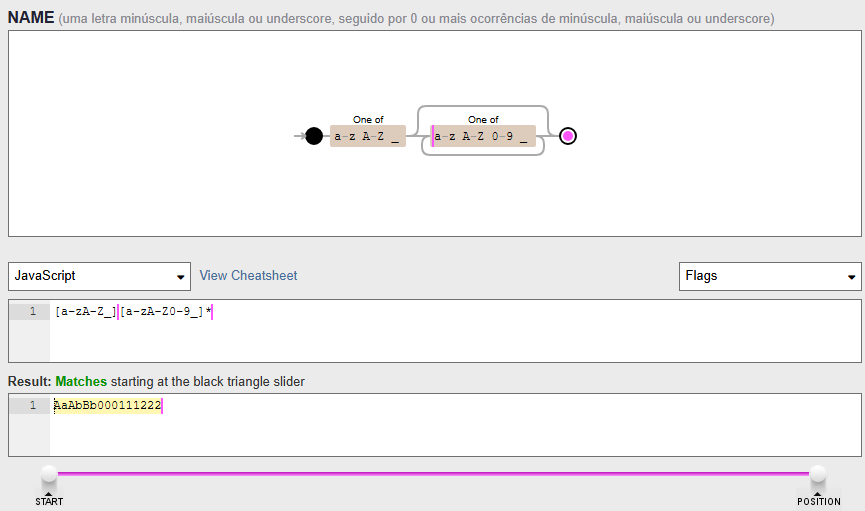 NAME (uma letra minúscula, maiúscula ou underscore, seguido por 0 ou mais ocorrências de minúscula, maiúscula ou underscore)
One of
One of
a-z A-Z _
a-z A-Z 0-9 _
JavaScript
View Cheatsheet
Flags
1
[a-zA-Z_][a-zA-Z0-9_]*
Result: Matches starting at the black triangle slider
1
AaAbBb000111222
START
POSITION